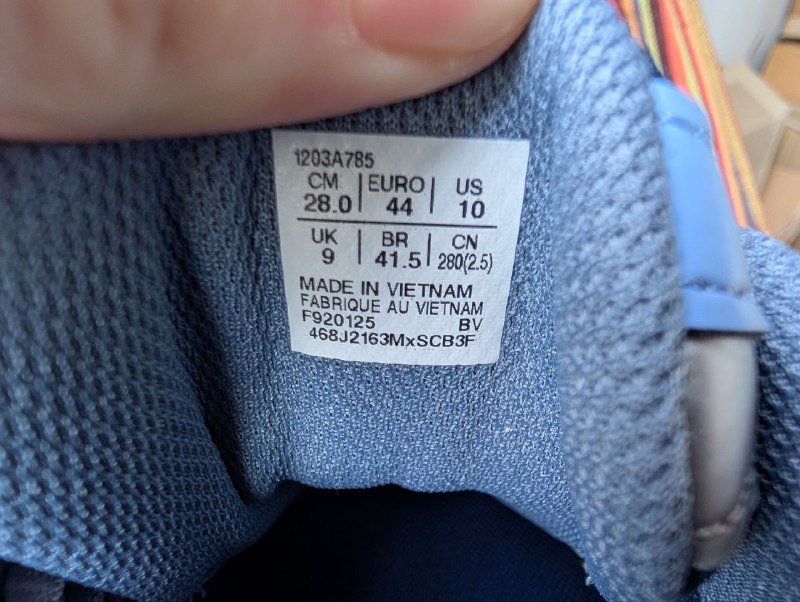 1203A785
CM EURO US
28.0 44 10
UK BR CN
9 41.5 280(2.5)
MADE IN VIETNAM
FABRIQUE AU VIETNAM
F920125 BV
468J2163MxSCB3F